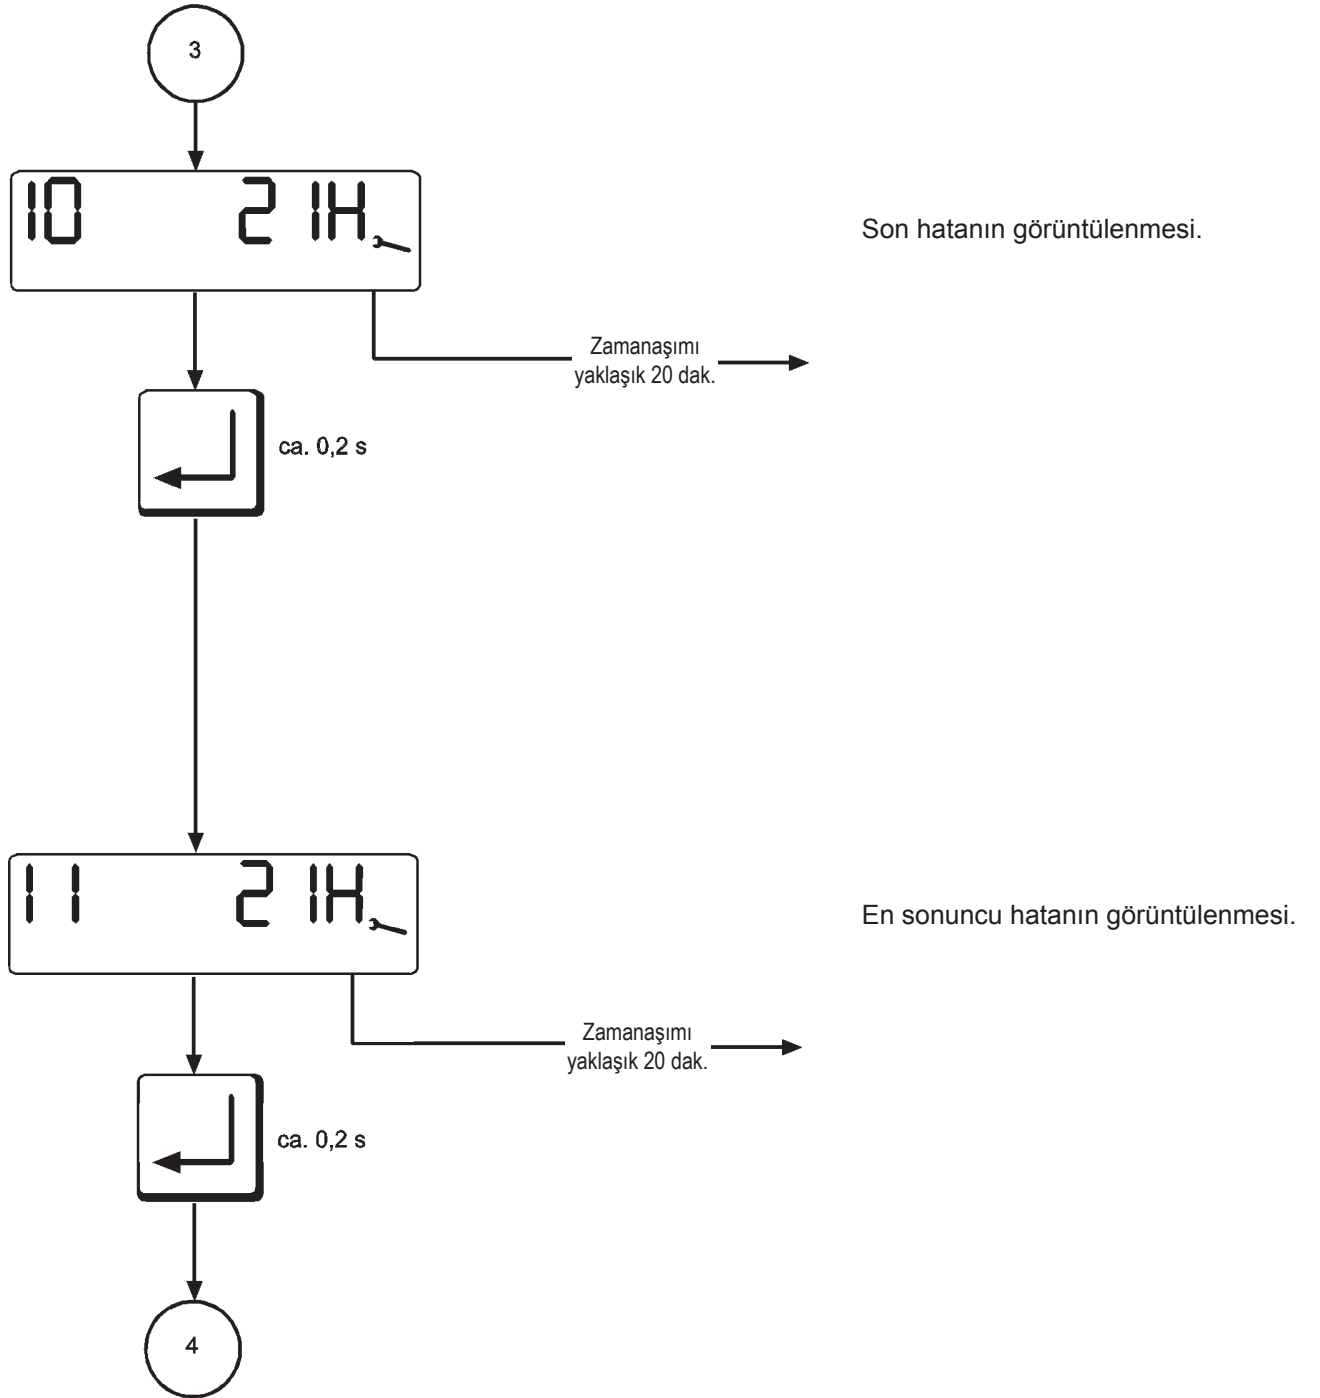 3
10 21H
Son hatanın görüntülenmesi.
Zamanaşımı
yaklaşık 20 dak.
ca. 0,2 s
11 21H
En sonuncu hatanın görüntülenmesi.
Zamanaşımı
yaklaşık 20 dak.
ca. 0,2 s
4